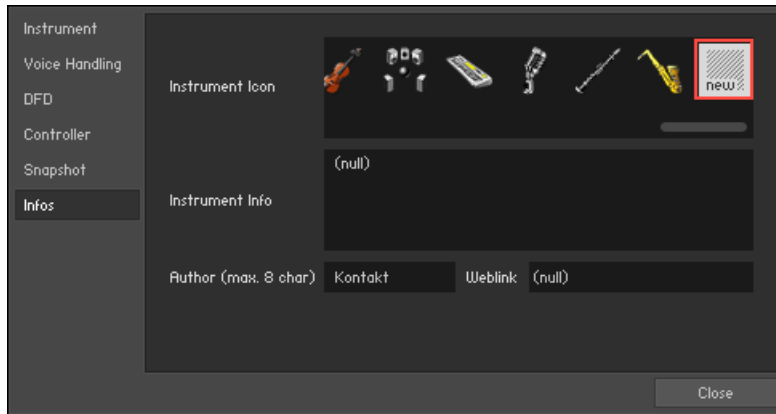 Instrument
Voice Handling
DFD
Controller
Snapshot
Infos
Instrument Icon
new
(null)
Instrument Info
Author (max. 8 char) Kontakt Weblink (null)
Close